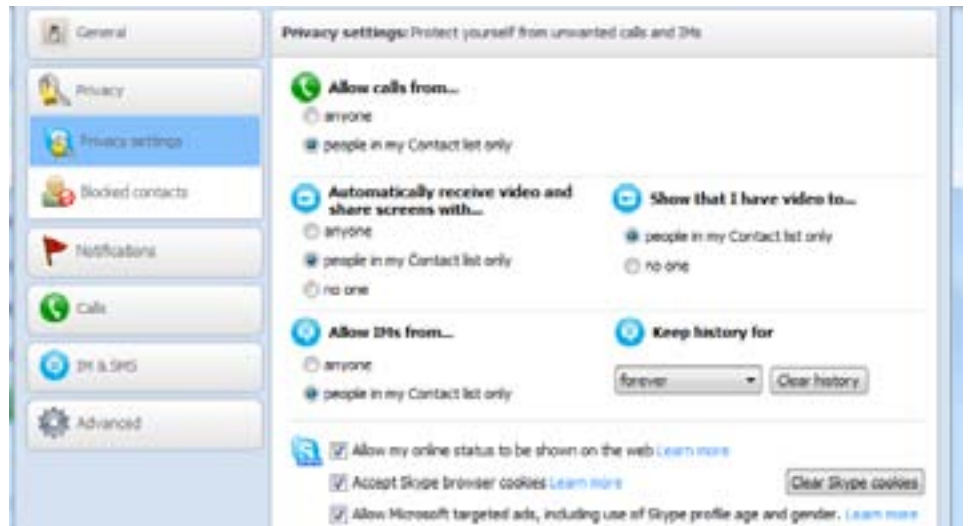 General
Privacy settings: Protect yourself from unwanted calls and IMs
Privacy
Privacy settings
Blocked contacts
Notifications
Calls
IM & SMS
Advanced
Allow calls from...
anyone
people in my Contact list only
Automatically receive video and
share screens with...
anyone
people in my Contact list only
no one
Show that I have video to...
people in my Contact list only
no one
Allow IMs from...
anyone
people in my Contact list only
Keep history for
forever
Clear history
Allow my online status to be shown on the web Learn more
Accept Skype browser cookies Learn more
Clear Skype cookies
Allow Microsoft targeted ads, including use of Skype profile age and gender. Learn more